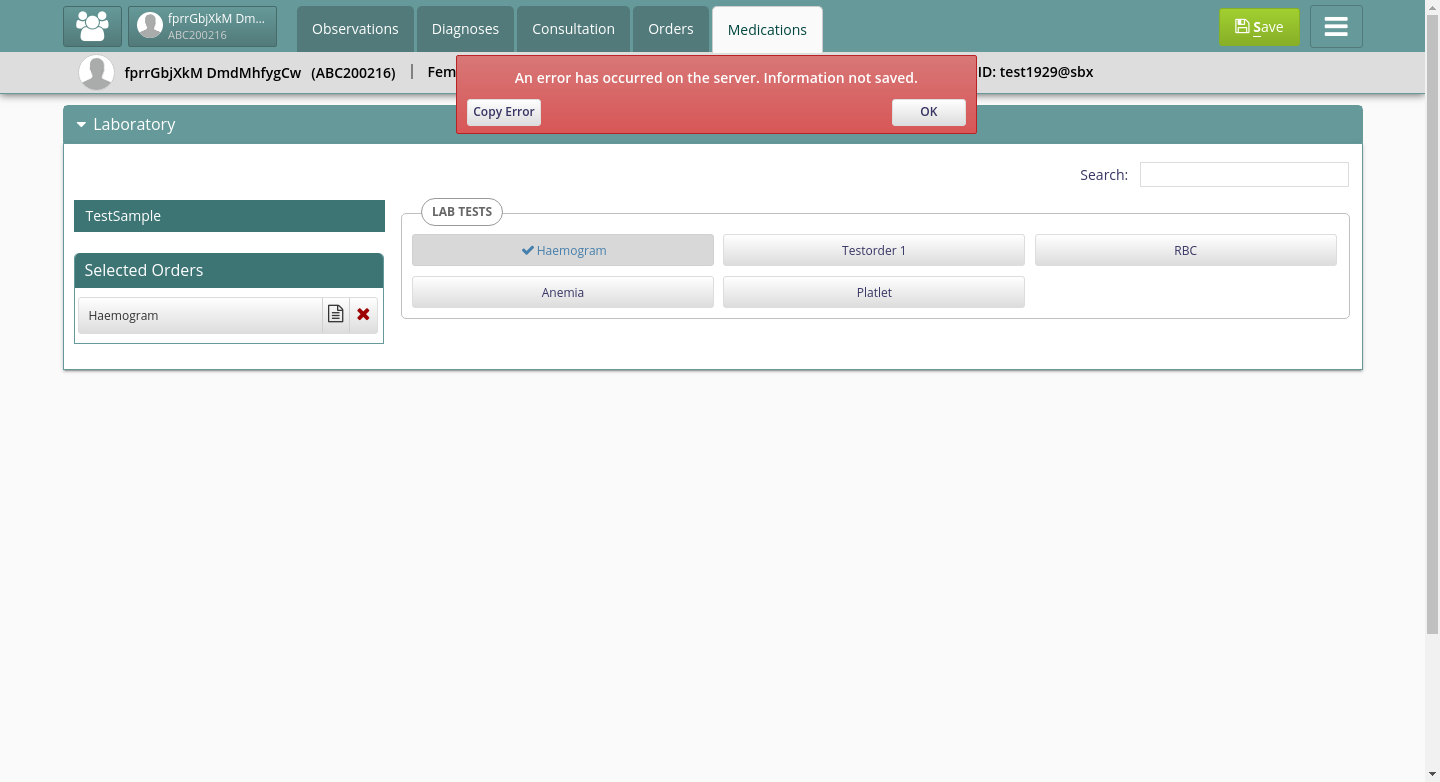 fprrGbjXkM Dm...
ABC200216
Observations
Diagnoses
Consultation
Orders
Medications
Save
fprrGbjXkM DmdMhfygCw (ABC200216) | Fem
ID: test1929@sbx
An error has occurred on the server. Information not saved.
Copy Error
OK
Laboratory
Search:
TestSample
LAB TESTS
Haemogram
Testorder 1
RBC
Anemia
Platlet
Selected Orders
Haemogram